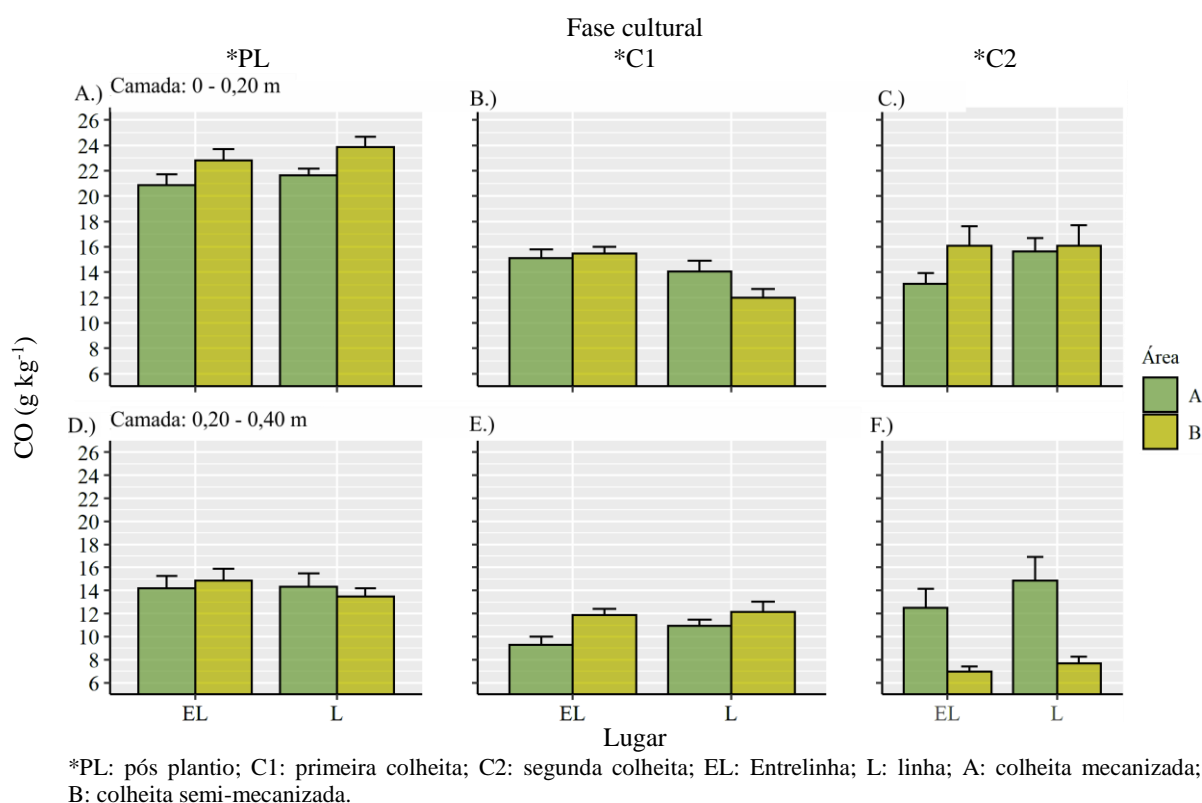 Fase cultural
*PL *C1 *C2
A.) Camada: 0 - 0,20 m B.) C.)
26
24
22
20
18
16
14
12
10
8
6
D.) Camada: 0,20 - 0,40 m E.) F.)
26
24
22
20
18
16
14
12
10
8
6
CO (g kg-1)
EL L EL L EL L
Lugar
Área
A
B
*PL: pós plantio; C1: primeira colheita; C2: segunda colheita; EL: Entrelinha; L: linha; A: colheita mecanizada;
B: colheita semi-mecanizada.